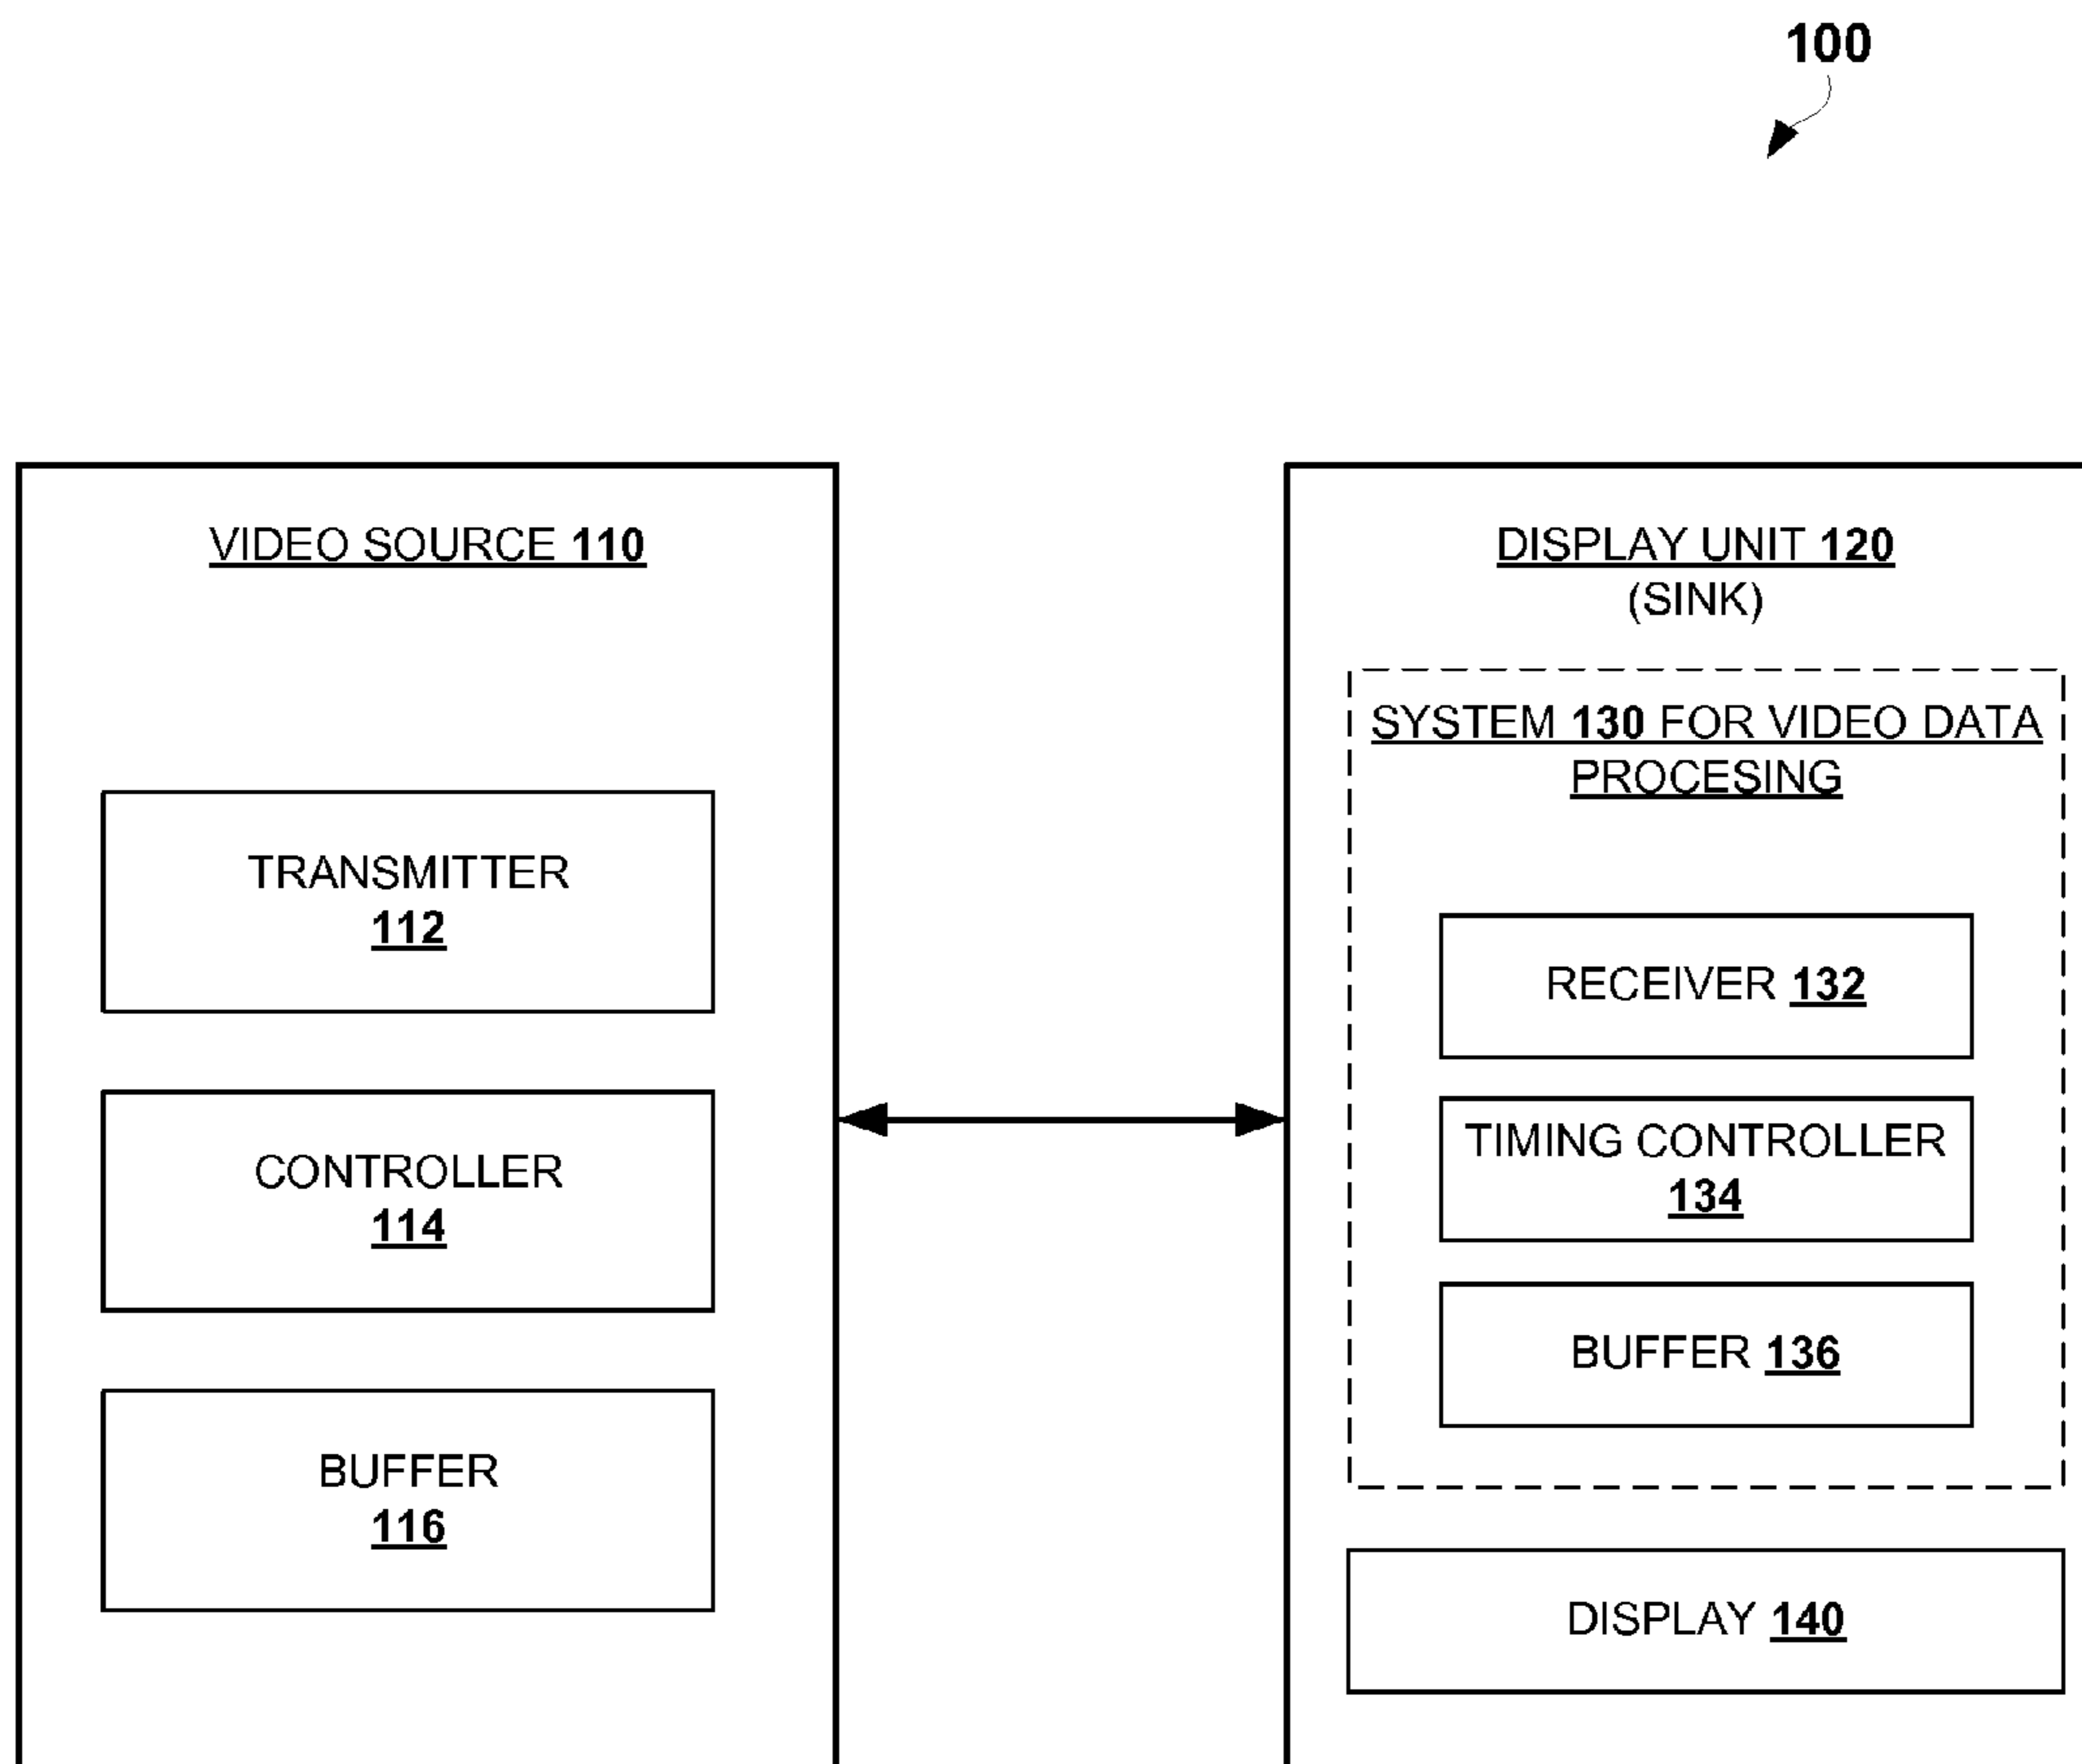 100
VIDEO SOURCE 110
TRANSMITTER
112
CONTROLLER
114
BUFFER
116
DISPLAY UNIT 120
(SINK)
SYSTEM 130 FOR VIDEO DATA
PROCESING
RECEIVER 132
TIMING CONTROLLER
134
BUFFER 136
DISPLAY 140